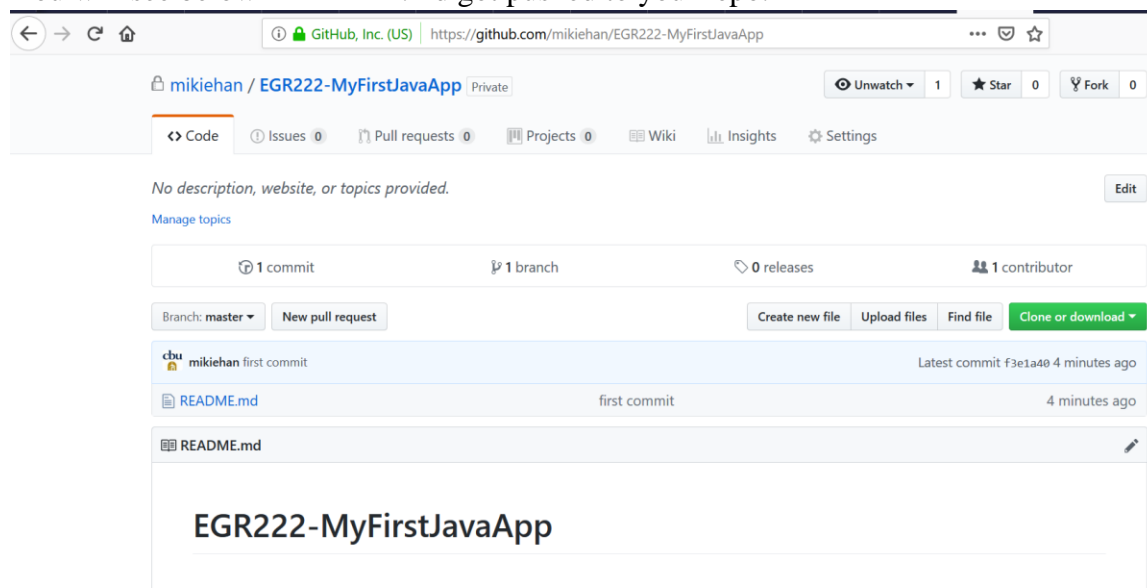 GitHub, Inc. (US) https://github.com/mikiehan/EGR222-MyFirstJavaApp
mikiehan / EGR222-MyFirstJavaApp Private Unwatch 1 Star 0 Fork 0
Code Issues 0 Pull requests 0 Projects 0 Wiki Insights Settings
No description, website, or topics provided. Edit
Manage topics
1 commit 1 branch 0 releases 1 contributor
Branch: master New pull request Create new file Upload files Find file Clone or download
cbu mikiehan first commit Latest commit f3e1a40 4 minutes ago
README.md first commit 4 minutes ago
README.md
EGR222-MyFirstJavaApp